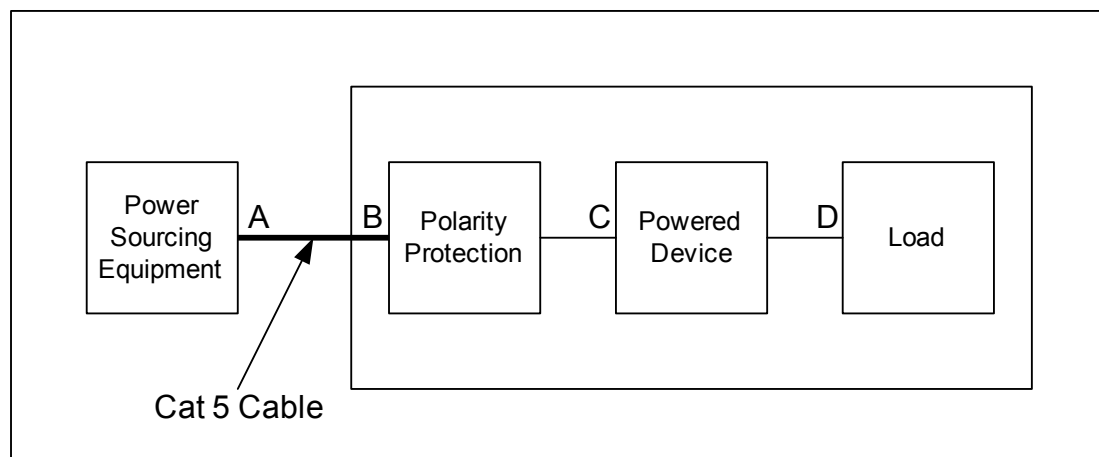 Power
Sourcing
Equipment
A
B
Polarity
Protection
C
Powered
Device
D
Load
Cat 5 Cable